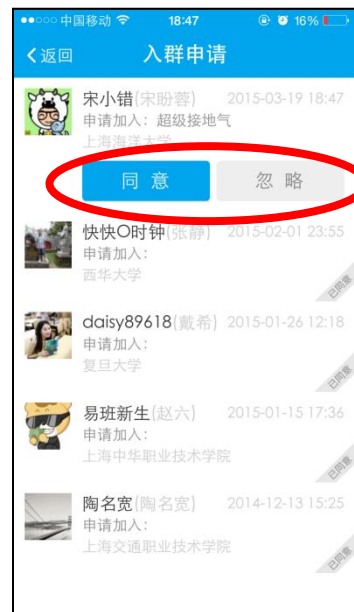 中国移动 18:47 16%
返回 入群申请
宋小错(宋盼蓉) 2015-03-19 18:47
申请加入：超级接地气
上海海洋大学
同意 忽略
快快O时钟(张静) 2015-02-01 23:55
申请加入：
西华大学
已同意
daisy89618(戴希) 2015-01-26 12:18
申请加入：
复旦大学
已同意
易班新生(赵六) 2015-01-15 17:36
申请加入：
上海中华职业技术学院
已同意
陶名宽(陶名宽) 2014-12-13 15:25
申请加入：
上海交通职业技术学院
已同意